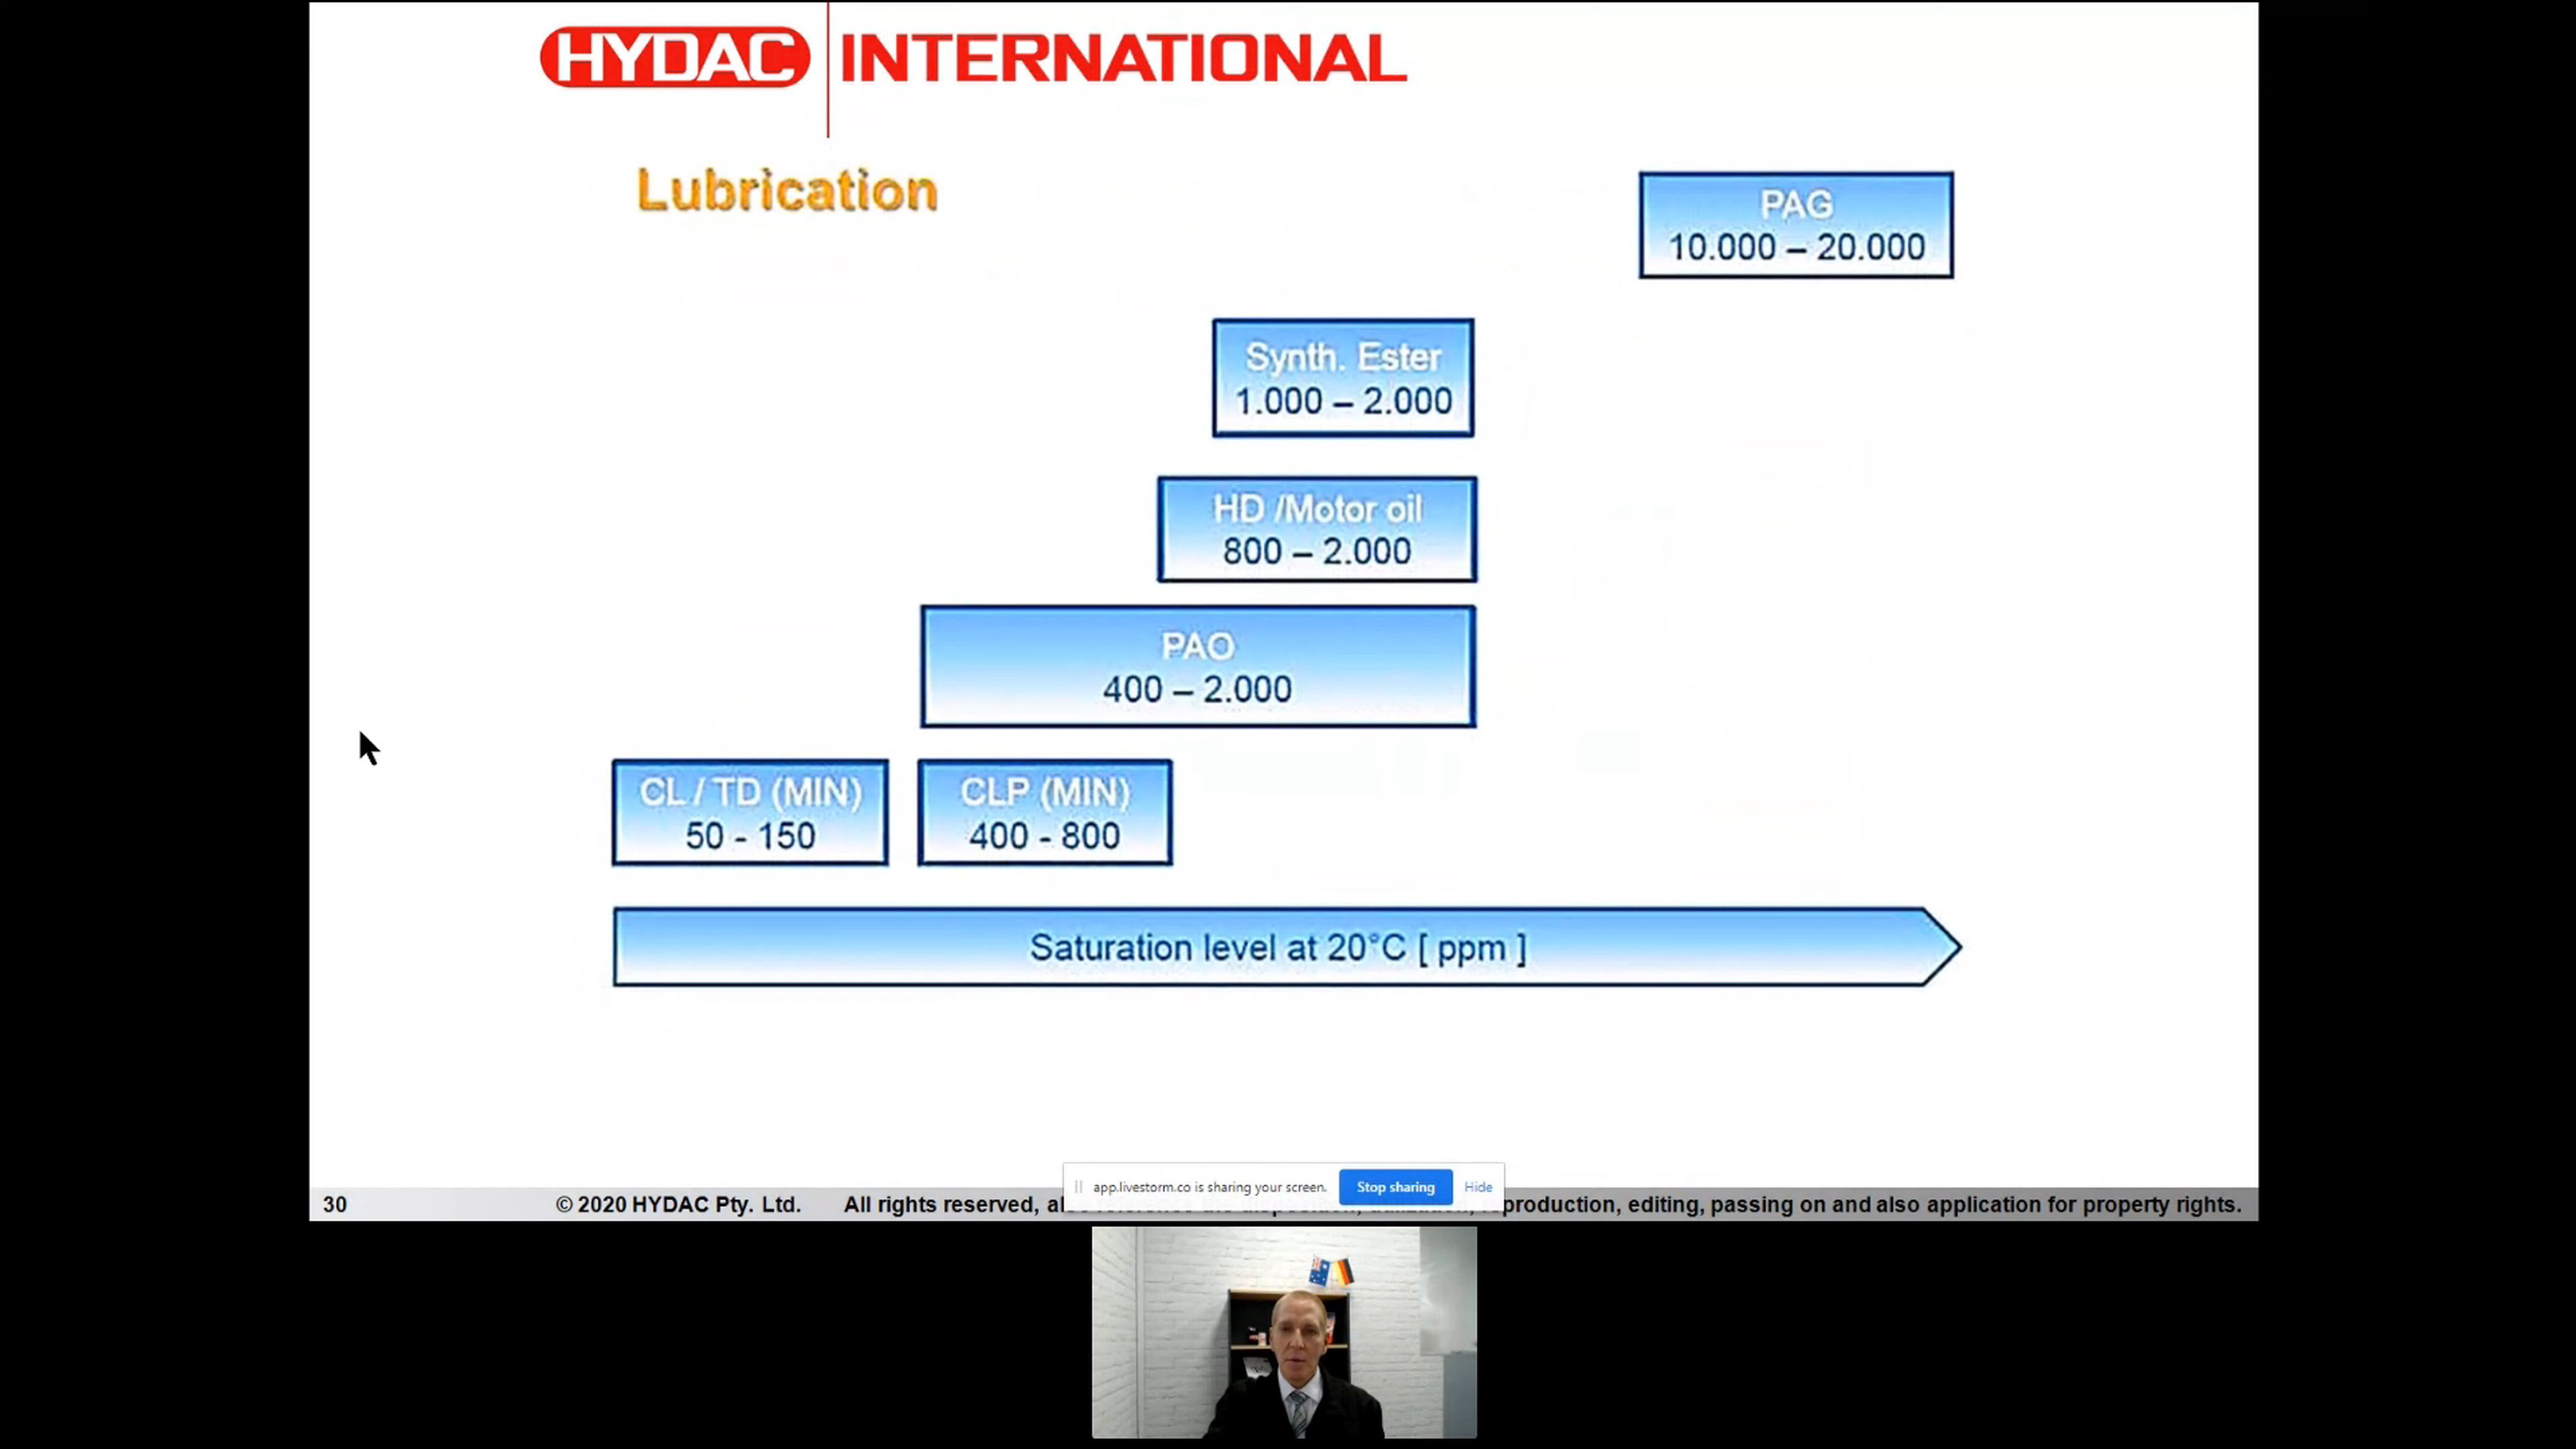 HYDAC INTERNATIONAL
Lubrication
PAG
10.000 – 20.000
Synth. Ester
1.000 – 2.000
HD /Motor oil
800 – 2.000
PAO
400 – 2.000
CL / TD (MIN)
50 - 150
CLP (MIN)
400 - 800
Saturation level at 20°C [ ppm ]
app.livestorm.co is sharing your screen.
Stop sharing
Hide
30
© 2020 HYDAC Pty. Ltd.
All rights reserved, production, editing, passing on and also application for property rights.